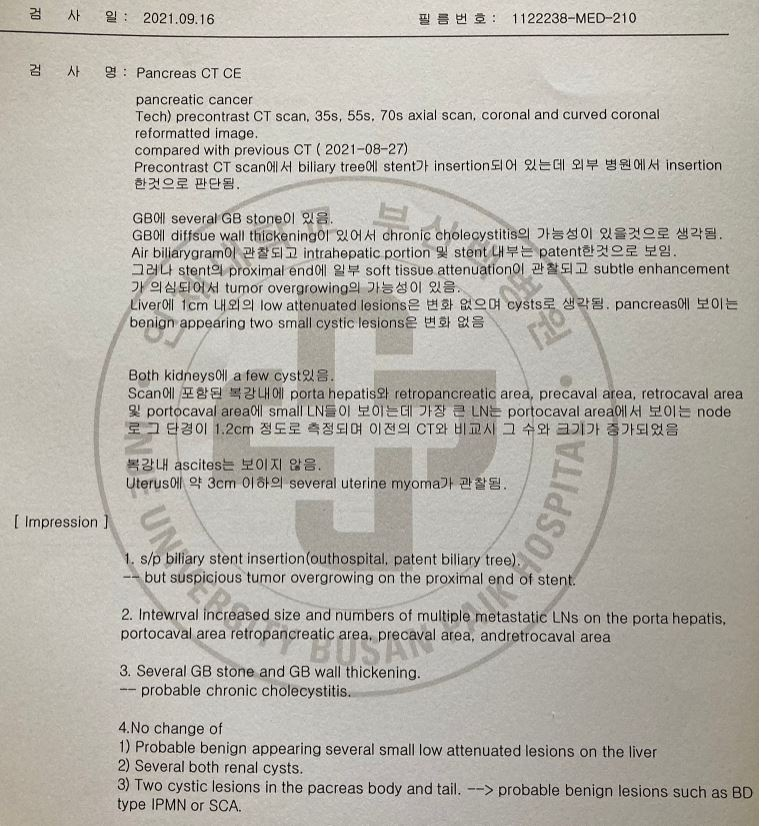 검 사 일 : 2021.09.16 필 름 번 호 : 1122238-MED-210
검 사 명 : Pancreas CT CE
pancreatic cancer
Tech) precontrast CT scan, 35s, 55s, 70s axial scan, coronal and curved coronal
reformatted image.
compared with previous CT ( 2021-08-27)
Precontrast CT scan에서 biliary tree에 stent가 insertion되어 있는데 외부 병원에서 insertion
한것으로 판단됨.
GB에 several GB stone이 있음.
GB에 diffsue wall thickening이 있어서 chronic cholecystitis의 가능성이 있을것으로 생각됨.
Air biliarygram이 관찰되고 intrahepatic portion 및 stent 내부는 patent한것으로 보임.
그러나 stent의 proximal end에 일부 soft tissue attenuation이 관찰되고 subtle enhancement
가 의심되어서 tumor overgrowing의 가능성이 있음.
Liver에 1cm 내외의 low attenuated lesions은 변화 없으며 cysts로 생각됨. pancreas에 보이는
benign appearing two small cystic lesions은 변화 없음
Both kidneys에 a few cyst있음.
Scan에 포함된 복강내에 porta hepatis와 retropancreatic area, precaval area, retrocaval area
및 portocaval area에 small LN들이 보이는데 가장 큰 LN는 portocaval area에서 보이는 node
로 그 단경이 1.2cm 정도로 측정되며 이전의 CT와 비교시 그 수와 크기가 증가되었음
복강내 ascites는 보이지 않음.
Uterus에 약 3cm 이하의 several uterine myoma가 관찰됨.
[ Impression ]
1. s/p biliary stent insertion(outhospital, patent biliary tree).
-- but suspicious tumor overgrowing on the proximal end of stent.
2. Intewrval increased size and numbers of multiple metastatic LNs on the porta hepatis,
portocaval area retropancreatic area, precaval area, andretrocaval area
3. Several GB stone and GB wall thickening.
-- probable chronic cholecystitis.
4.No change of
1) Probable benign appearing several small low attenuated lesions on the liver
2) Several both renal cysts.
3) Two cystic lesions in the pacreas body and tail. --> probable benign lesions such as BD
type IPMN or SCA.